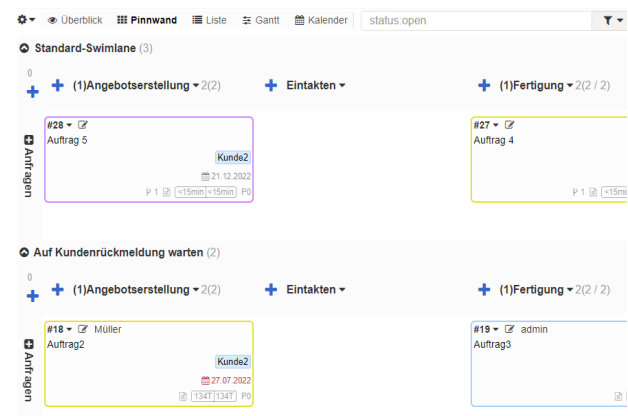 Überblick Pinnwand Liste Gantt Kalender status:open
Standard-Swimlane (3)
0
(1)Angebotserstellung 2(2) Eintakten (1)Fertigung 2(2 / 2)
Anfragen
#28
Auftrag 5
Kunde2
21.12.2022
1 <15min <15min P0
#27
Auftrag 4
1 <15min
Auf Kundenrückmeldung warten (2)
0
(1)Angebotserstellung 2(2) Eintakten (1)Fertigung 2(2 / 2)
Anfragen
#18 Müller
Auftrag2
Kunde2
27.07.2022
134T 134T P0
#19 admin
Auftrag3